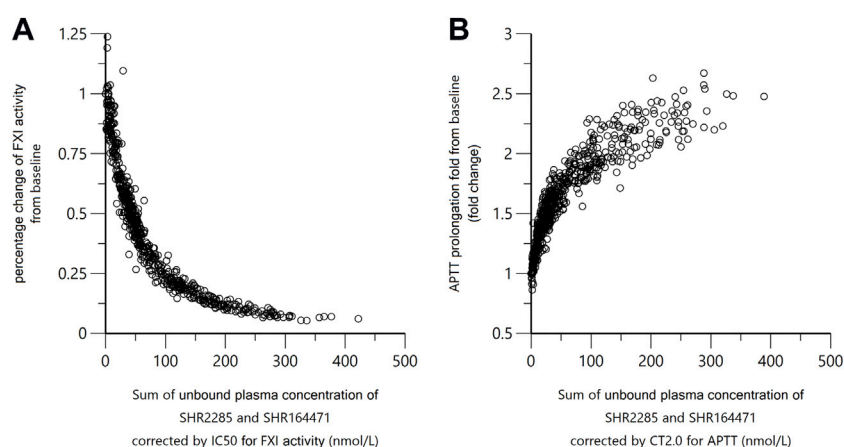 A
percentage change of FXI activity
from baseline
1.25
1
0.75
0.5
0.25
0
0 100 200 300 400 500
Sum of unbound plasma concentration of
SHR2285 and SHR164471
corrected by IC50 for FXI activity (nmol/L)
B
APTT prolongation fold from baseline
(fold change)
3
2.5
2
1.5
1
0.5
0 100 200 300 400 500
Sum of unbound plasma concentration of
SHR2285 and SHR164471
corrected by CT2.0 for APTT (nmol/L)